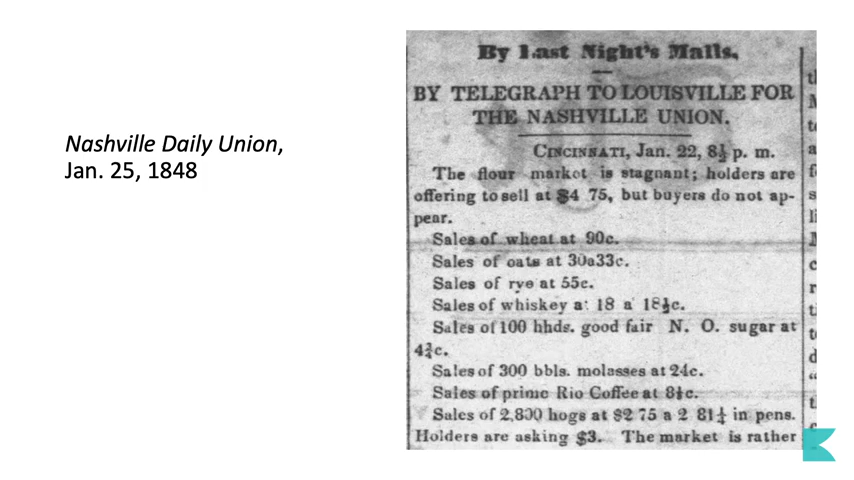 Nashville Daily Union,
Jan. 25, 1848
By Last Night's Mails,
BY TELEGRAPH TO LOUISVILLE FOR
THE NASHVILLE UNION.
CINCINNATI, Jan. 22, 8½ p. m.
The flour market is stagnant; holders are
offering to sell at $4 75, but buyers do not ap-
pear.
Sales of wheat at 90c.
Sales of oats at 30a33c.
Sales of rye at 55c.
Sales of whiskey a: 18 a 18½c.
Sales of 100 hhds. good fair N. O. sugar at
4¾c.
Sales of 300 bbls. molasses at 24c.
Sales of prime Rio Coffee at 8½c.
Sales of 2,800 hogs at $2 75 a 2 81¼ in pens.
Holders are asking $3. The market is rather